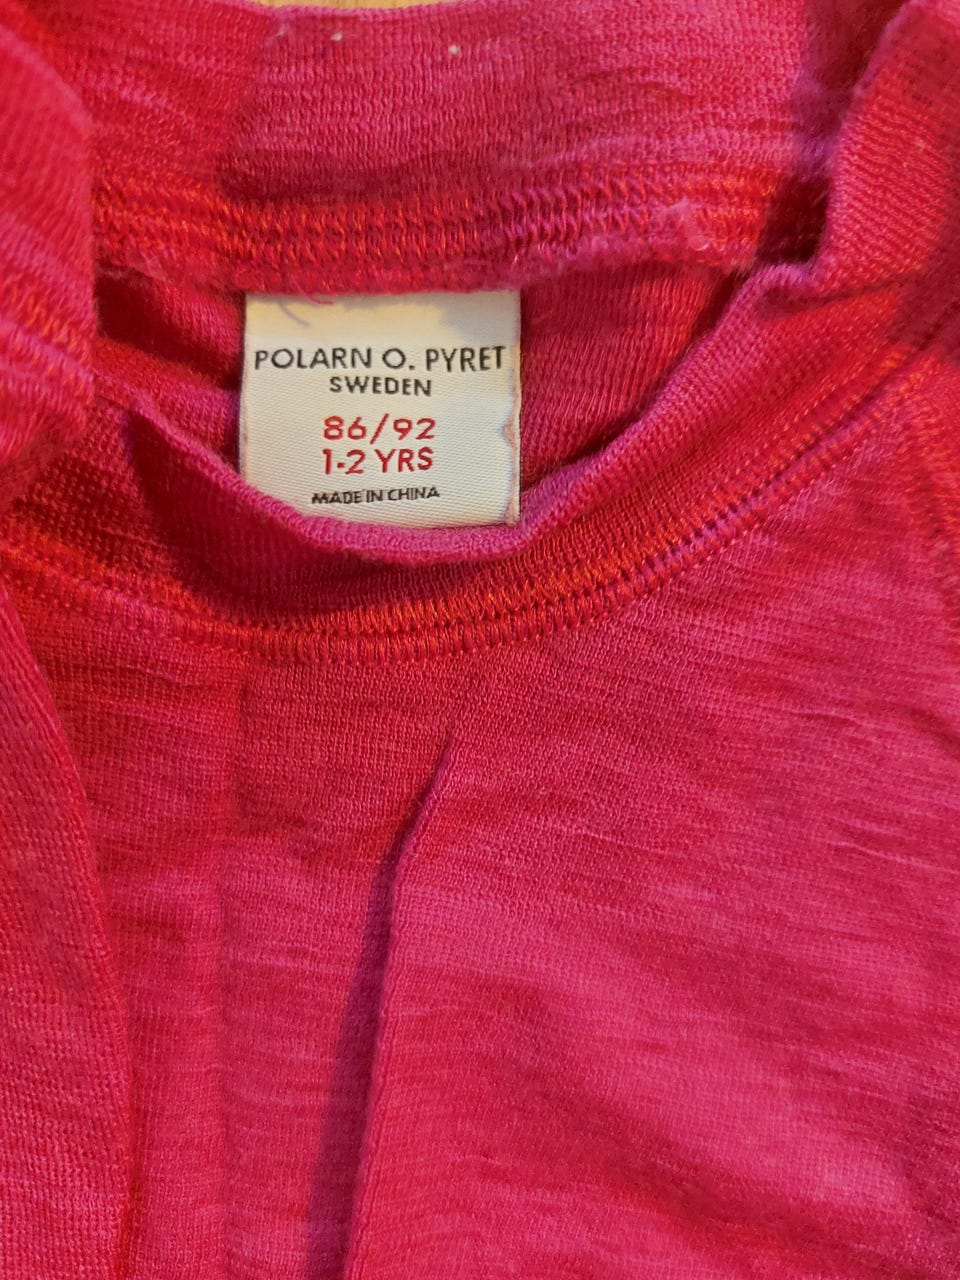 POLARN O. PYRET
SWEDEN
86/92
1-2 YRS
MADE IN CHINA